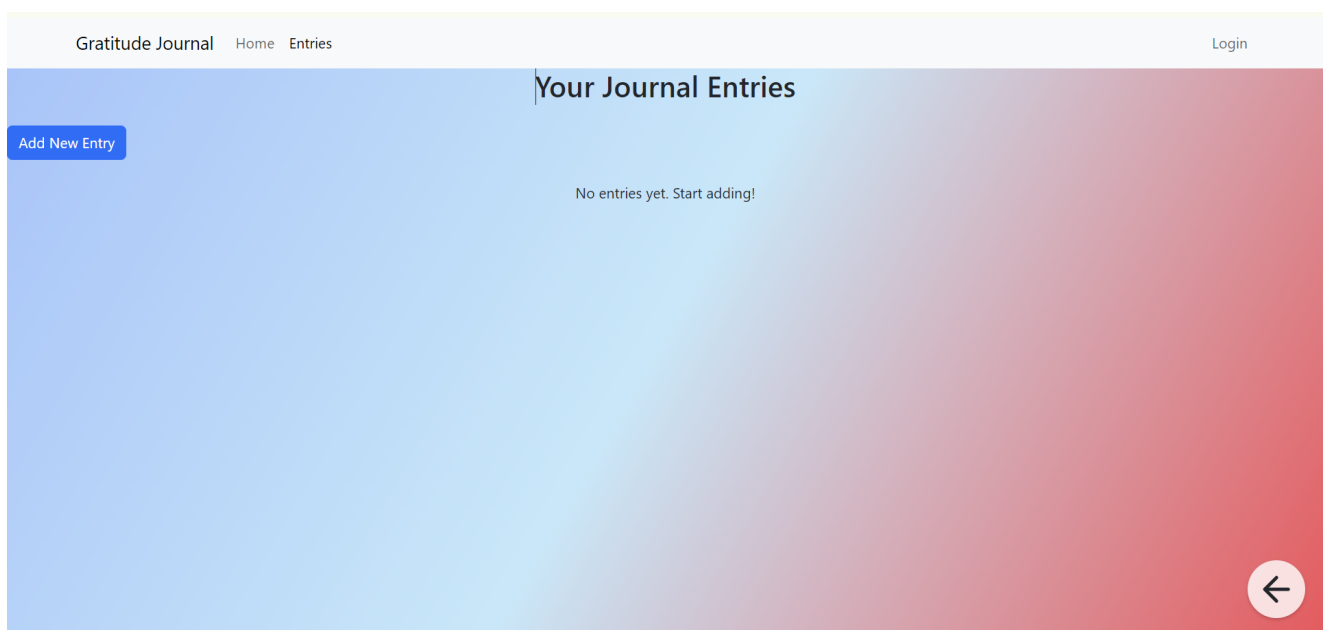 Gratitude Journal Home Entries Login
Your Journal Entries
Add New Entry
No entries yet. Start adding!